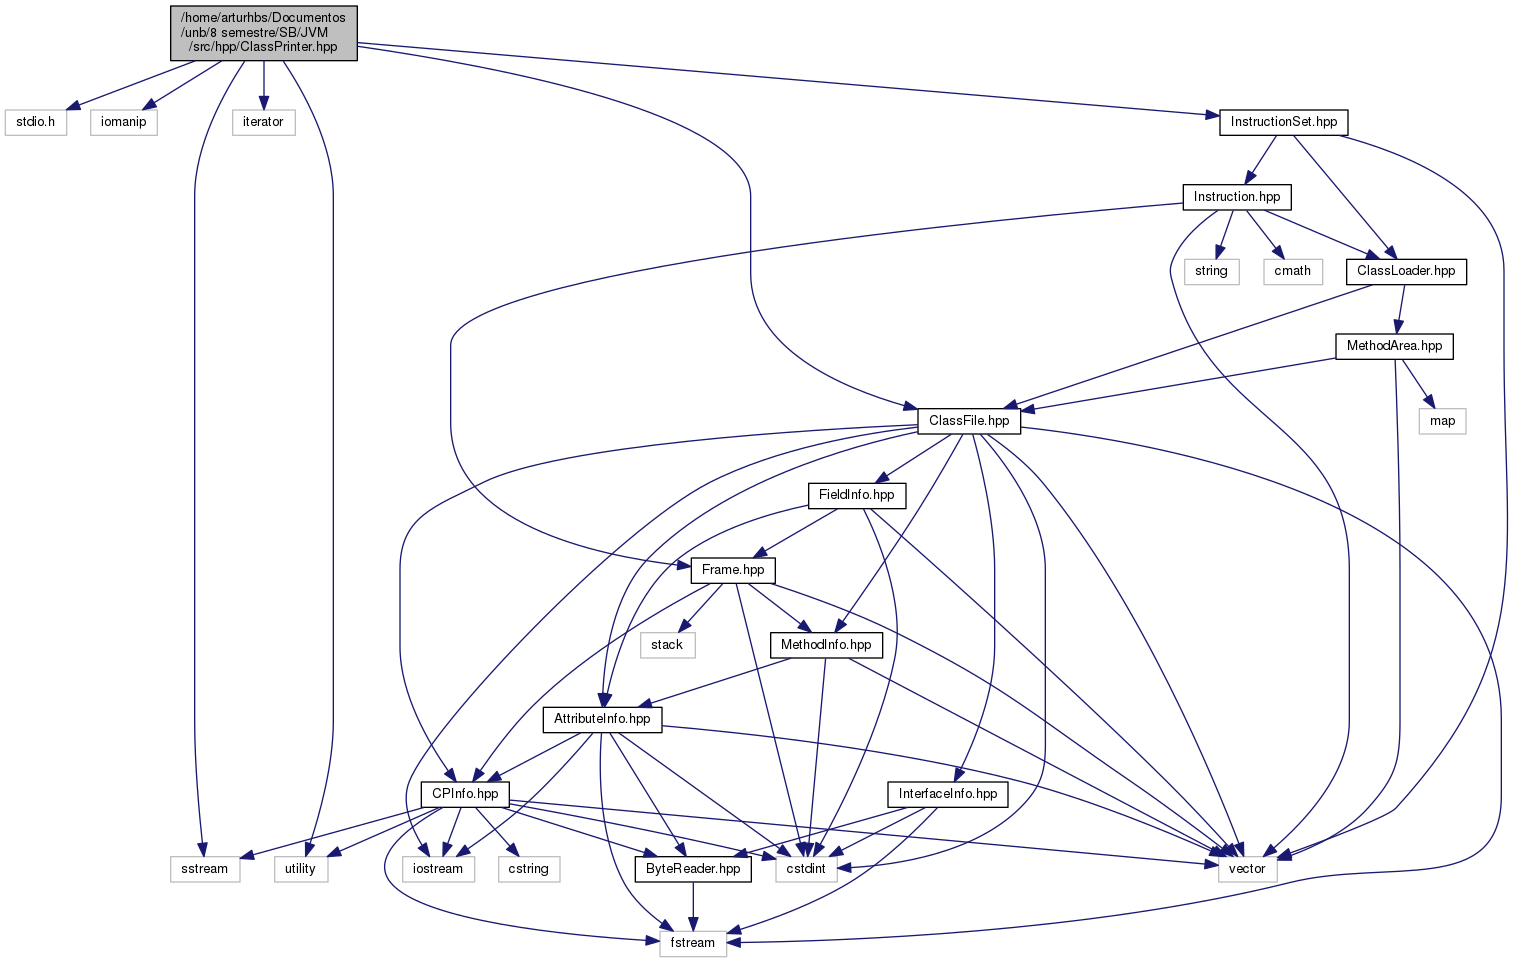 /home/arturhbs/Documentos
/unb/8 semestre/SB/JVM
/src/hpp/ClassPrinter.hpp
stdio.h
iomanip
iterator
InstructionSet.hpp
Instruction.hpp
string
cmath
ClassLoader.hpp
MethodArea.hpp
ClassFile.hpp
map
FieldInfo.hpp
Frame.hpp
stack
MethodInfo.hpp
AttributeInfo.hpp
CPInfo.hpp
InterfaceInfo.hpp
sstream
utility
iostream
cstring
ByteReader.hpp
cstdint
vector
fstream